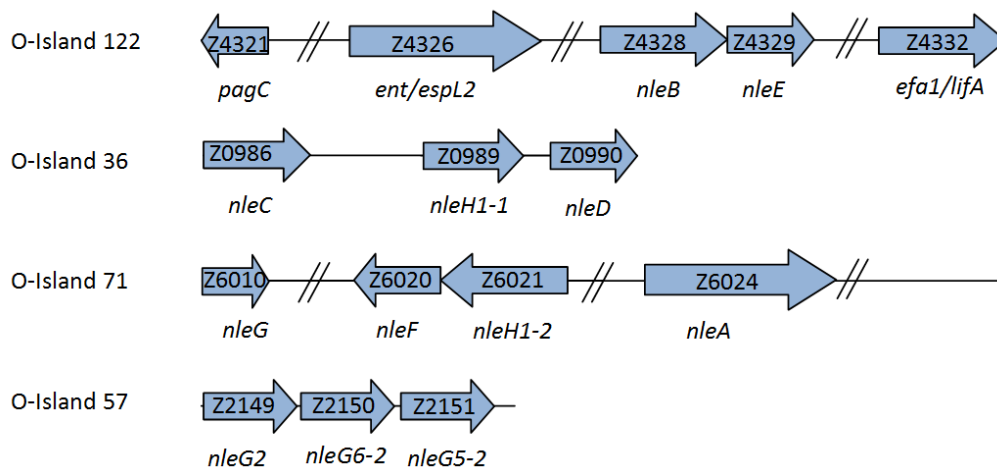 O-Island 122 Z4321 Z4326 Z4328 Z4329 Z4332
pagC ent/espL2 nleB nleE efa1/lifA
O-Island 36 Z0986 Z0989 Z0990
nleC nleH1-1 nleD
O-Island 71 Z6010 Z6020 Z6021 Z6024
nleG nleF nleH1-2 nleA
O-Island 57 Z2149 Z2150 Z2151
nleG2 nleG6-2 nleG5-2